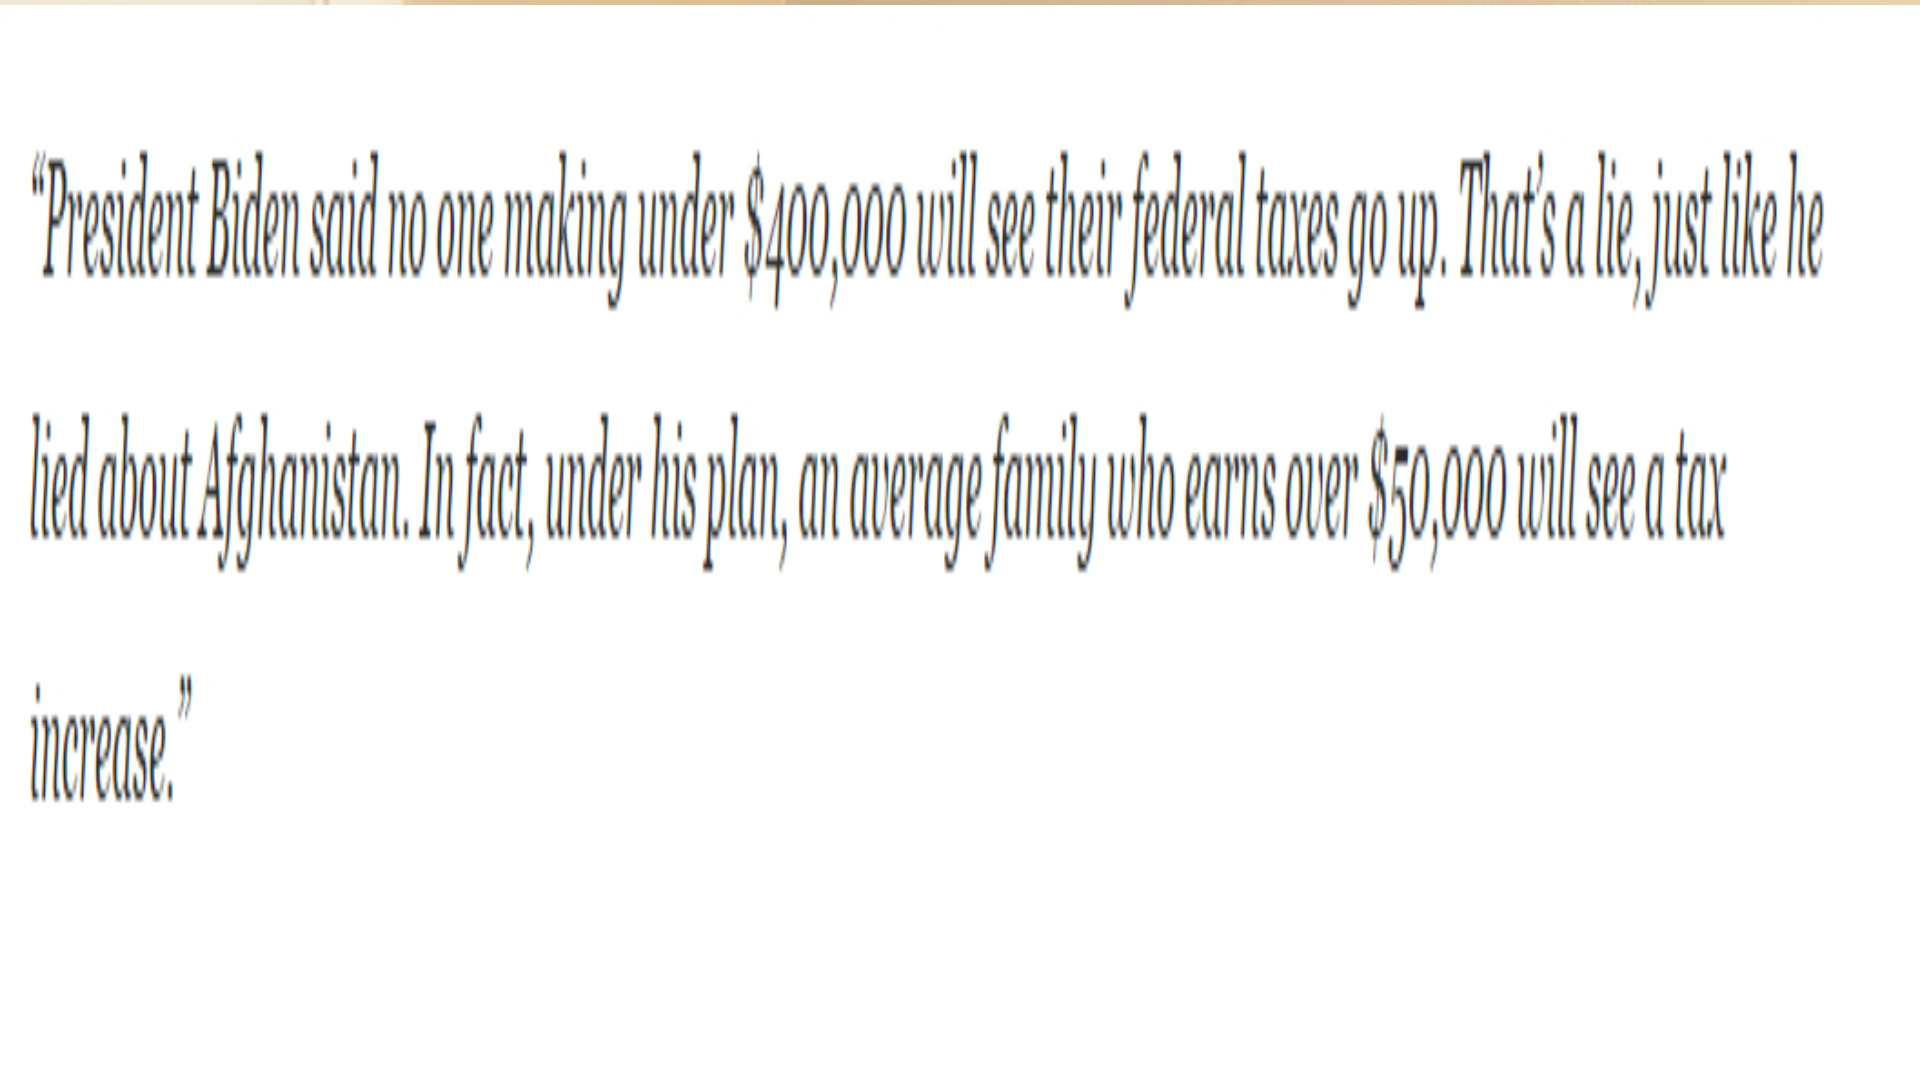 “President Biden said no one making under $400,000 will see their federal taxes go up. That’s a lie, just like he
lied about Afghanistan. In fact, under his plan, an average family who earns over $50,000 will see a tax
increase.”